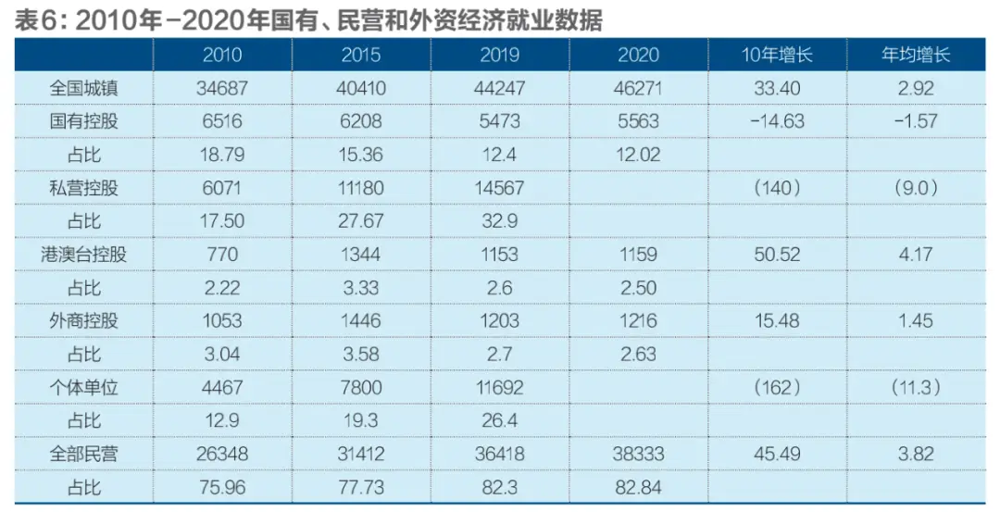 表6：2010年-2020年国有、民营和外资经济就业数据
2010 2015 2019 2020 10年增长 年均增长
全国城镇 34687 40410 44247 46271 33.40 2.92
国有控股 6516 6208 5473 5563 -14.63 -1.57
占比 18.79 15.36 12.4 12.02
私营控股 6071 11180 14567 （140） （9.0）
占比 17.50 27.67 32.9
港澳台控股 770 1344 1153 1159 50.52 4.17
占比 2.22 3.33 2.6 2.50
外商控股 1053 1446 1203 1216 15.48 1.45
占比 3.04 3.58 2.7 2.63
个体单位 4467 7800 11692 （162） （11.3）
占比 12.9 19.3 26.4
全部民营 26348 31412 36418 38333 45.49 3.82
占比 75.96 77.73 82.3 82.84